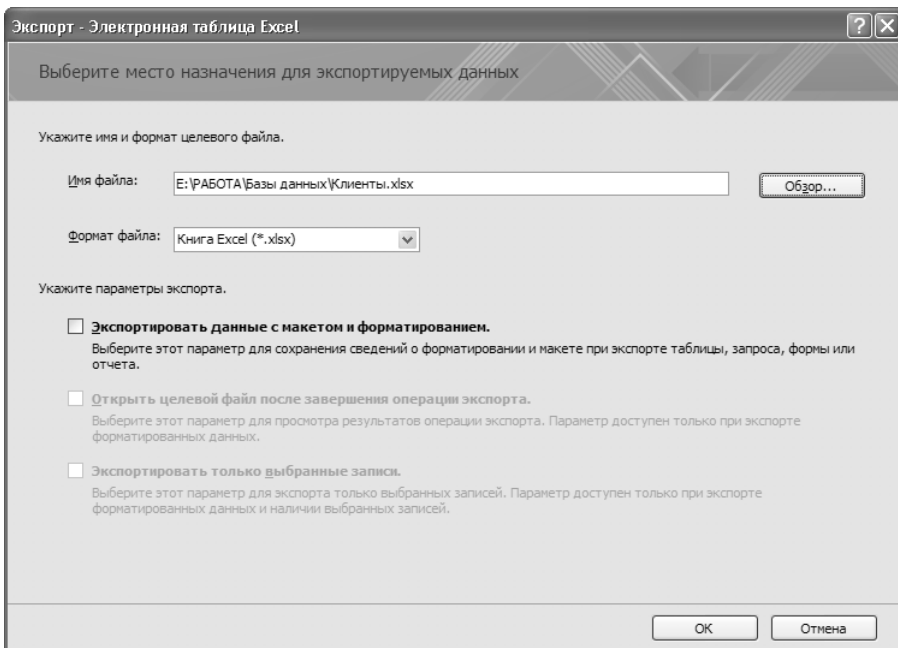 Экспорт - Электронная таблица Excel
Выберите место назначения для экспортируемых данных
Укажите имя и формат целевого файла.
Имя файла: E:\РАБОТА\Базы данных\Клиенты.xlsx Обзор...
Формат файла: Книга Excel (*.xlsx)
Укажите параметры экспорта.
Экспортировать данные с макетом и форматированием.
Выберите этот параметр для сохранения сведений о форматировании и макете при экспорте таблицы, запроса, формы или
отчета.
Открыть целевой файл после завершения операции экспорта.
Выберите этот параметр для просмотра результатов операции экспорта. Параметр доступен только при экспорте
форматированных данных.
Экспортировать только выбранные записи.
Выберите этот параметр для экспорта только выбранных записей. Параметр доступен только при экспорте
форматированных данных и наличии выбранных записей.
ОК Отмена